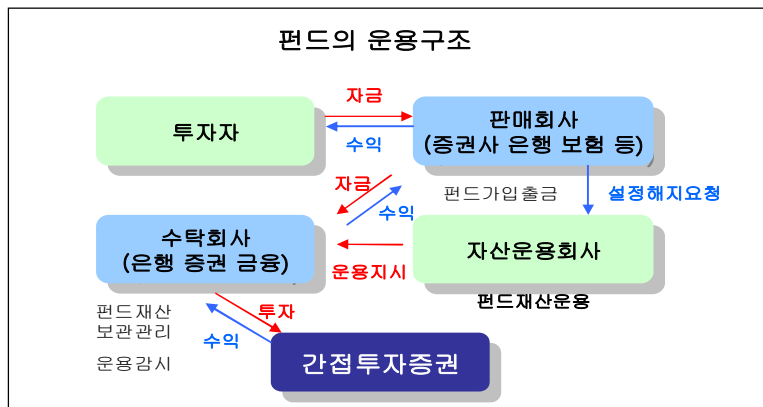 펀드의 운용구조
투자자
자금
수익
판매회사
(증권사 은행 보험 등)
자금
수익
펀드가입출금
설정해지요청
수탁회사
(은행 증권 금융)
운용지시
자산운용회사
펀드재산운용
펀드재산
보관관리
운용감시
투자
수익
간접투자증권